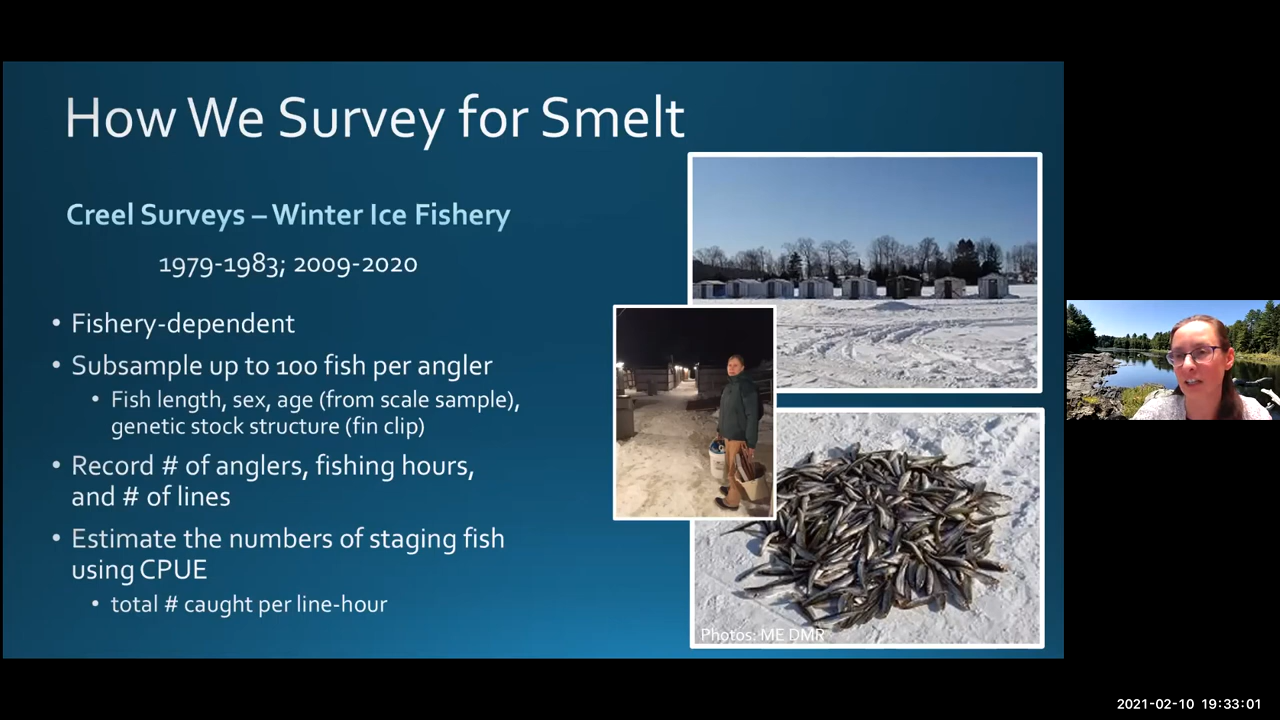 How We Survey for Smelt
Creel Surveys – Winter Ice Fishery
1979-1983; 2009-2020
• Fishery-dependent
• Subsample up to 100 fish per angler
• Fish length, sex, age (from scale sample),
genetic stock structure (fin clip)
• Record # of anglers, fishing hours,
and # of lines
• Estimate the numbers of staging fish
using CPUE
• total # caught per line-hour
Photos: ME DMR
2021-02-10 19:33:01